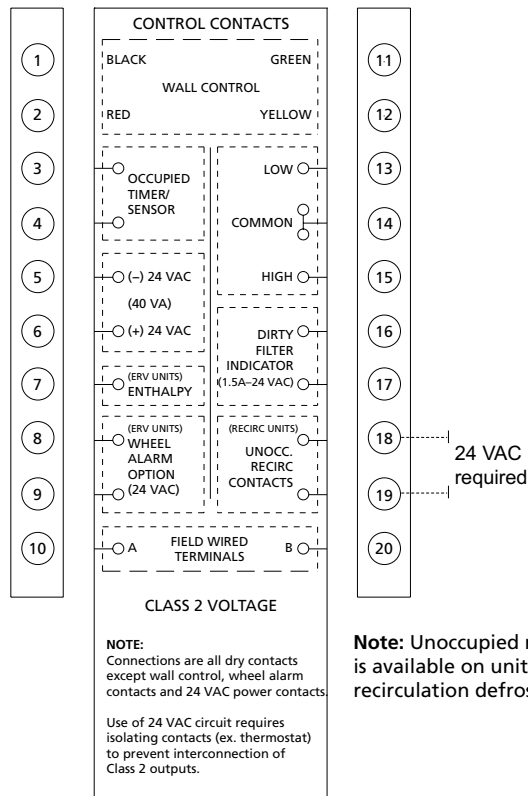 CONTROL CONTACTS
1
BLACK GREEN
11
WALL CONTROL
2
RED YELLOW
12
3
OCCUPIED
TIMER/
SENSOR
LOW
13
4
COMMON
14
5
(–) 24 VAC
HIGH
15
(40 VA)
6
(+) 24 VAC
DIRTY
FILTER
INDICATOR
(1.5A–24 VAC)
16
7
(ERV UNITS)
ENTHALPY
17
8
(ERV UNITS)
WHEEL
ALARM
OPTION
(24 VAC)
(RECIRC UNITS)
UNOCC.
RECIRC
CONTACTS
18
24 VAC
required
9
19
10
A
FIELD WIRED
TERMINALS
B
20
CLASS 2 VOLTAGE
NOTE:
Connections are all dry contacts
except wall control, wheel alarm
contacts and 24 VAC power contacts.
Use of 24 VAC circuit requires
isolating contacts (ex. thermostat)
to prevent interconnection of
Class 2 outputs.
Note: Unoccupied
is available on unit
recirculation